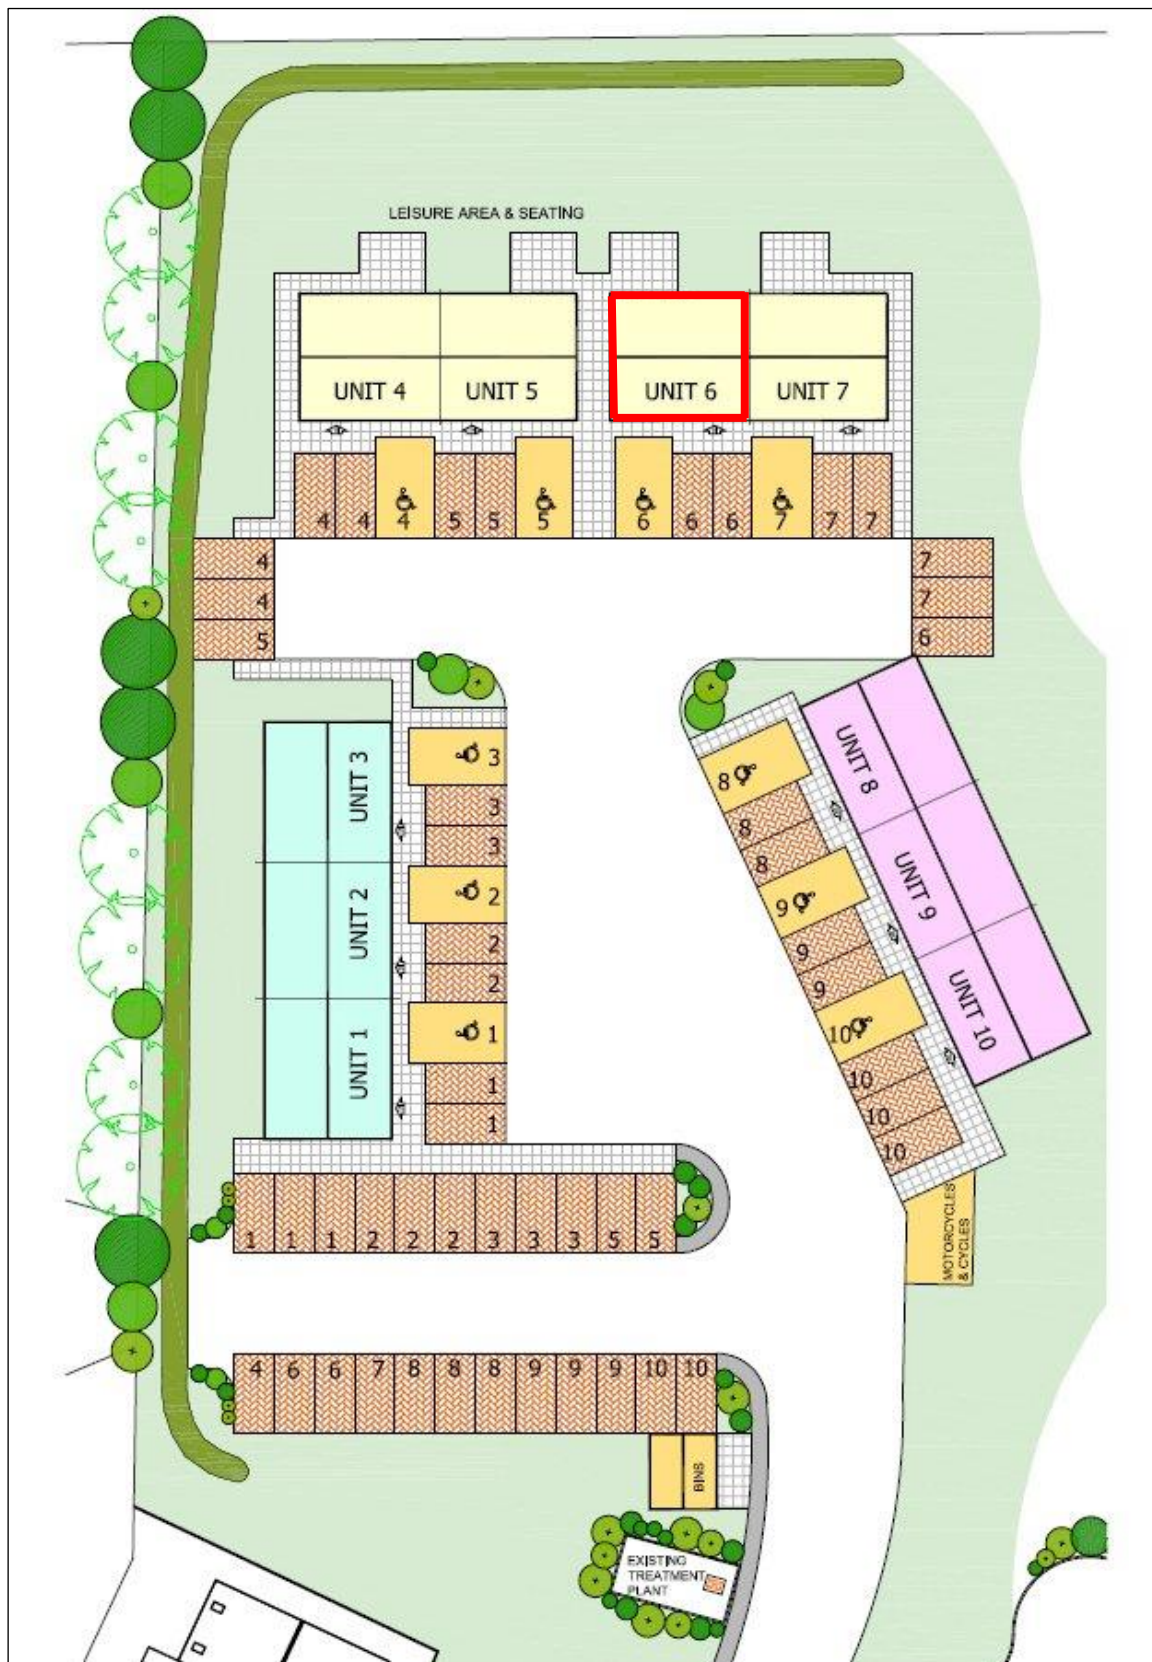 LEISURE AREA & SEATING
UNIT 4
UNIT 5
UNIT 6
UNIT 7
4 4 4 5 5 5 6 6 6 7 7 7
4
4
5
7
7
6
UNIT 3
UNIT 2
UNIT 1
3
3
3
2
2
2
1
1
1
UNIT 8
UNIT 9
UNIT 10
8
8
8
9
9
9
10
10
10
10
1 1 1 2 2 2 3 3 3 5 5
MOTORCYCLES
& CYCLES
4 6 6 7 8 8 8 9 9 9 10 10
BINS
EXISTING
TREATMENT
PLANT